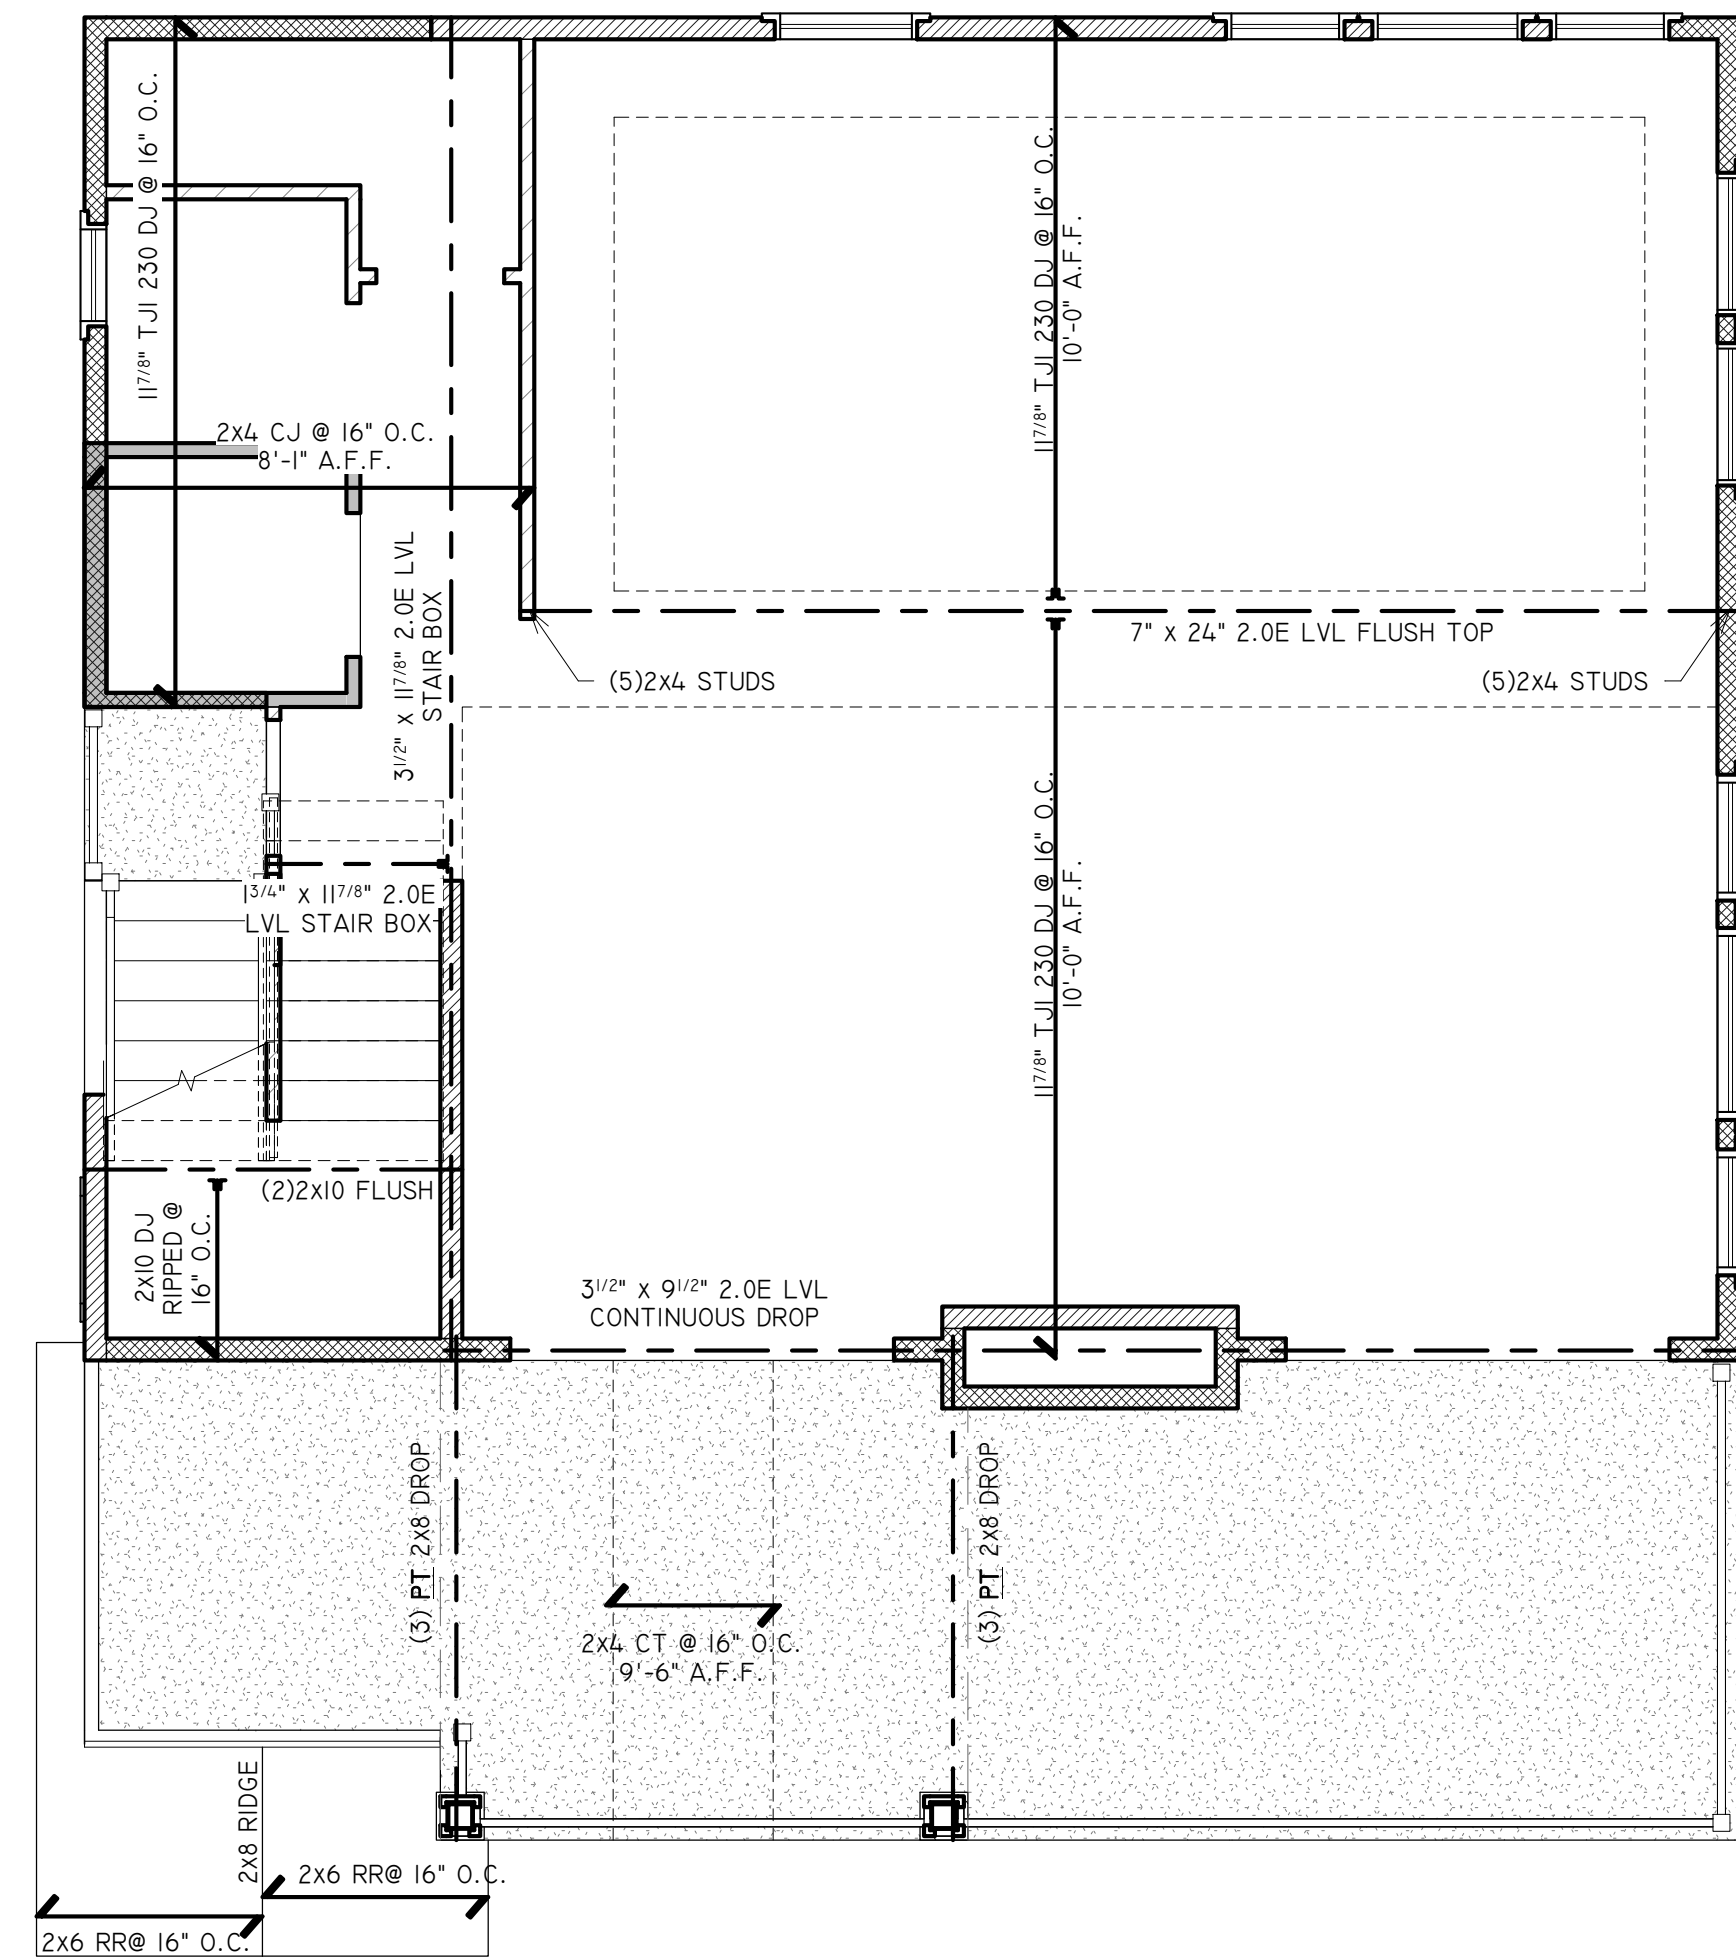 11 7/8" TJI 230 DJ @ 16" O.C.
11 7/8" TJI 230 DJ @ 16" O.C.
10'-0" A.F.F.
2x4 CJ @ 16" O.C.
8'-1" A.F.F.
3 1/2" x 11 7/8" 2.0E LVL
STAIR BOX
7" x 24" 2.0E LVL FLUSH TOP
(5)2x4 STUDS
(5)2x4 STUDS
11 7/8" TJI 230 DJ @ 16" O.C.
10'-0" A.F.F.
1 3/4" x 11 7/8" 2.0E
LVL STAIR BOX
(2)2x10 FLUSH
2x10 DJ
RIPPED @
16" O.C.
3 1/2" x 9 1/2" 2.0E LVL
CONTINUOUS DROP
(3) PT 2x8 DROP
(3) PT 2x8 DROP
2x4 CT @ 16" O.C.
9'-6" A.F.F.
2x8 RIDGE
2x6 RR@ 16" O.C.
2x6 RR@ 16" O.C.